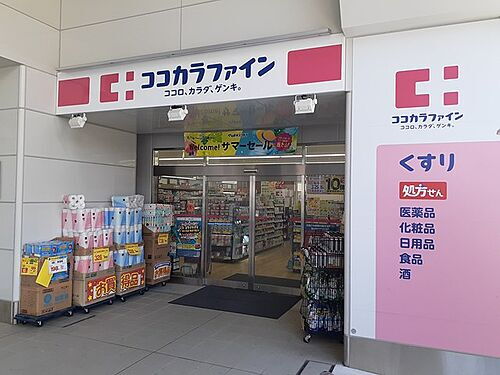 ココカラファイン
ココロ、カラダ、ゲンキ。
Welcome!サマーセール
ココカラファイン
ココロ、カラダ、ゲンキ。
くすり
処方せん
医薬品
化粧品
日用品
食品
酒
お買得品